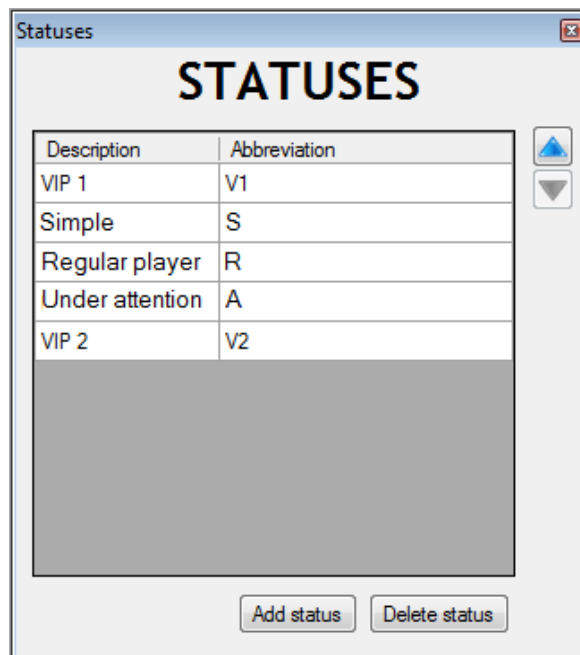 Statuses
STATUSES
Description Abbreviation
VIP 1 V1
Simple S
Regular player R
Under attention A
VIP 2 V2
Add status Delete status